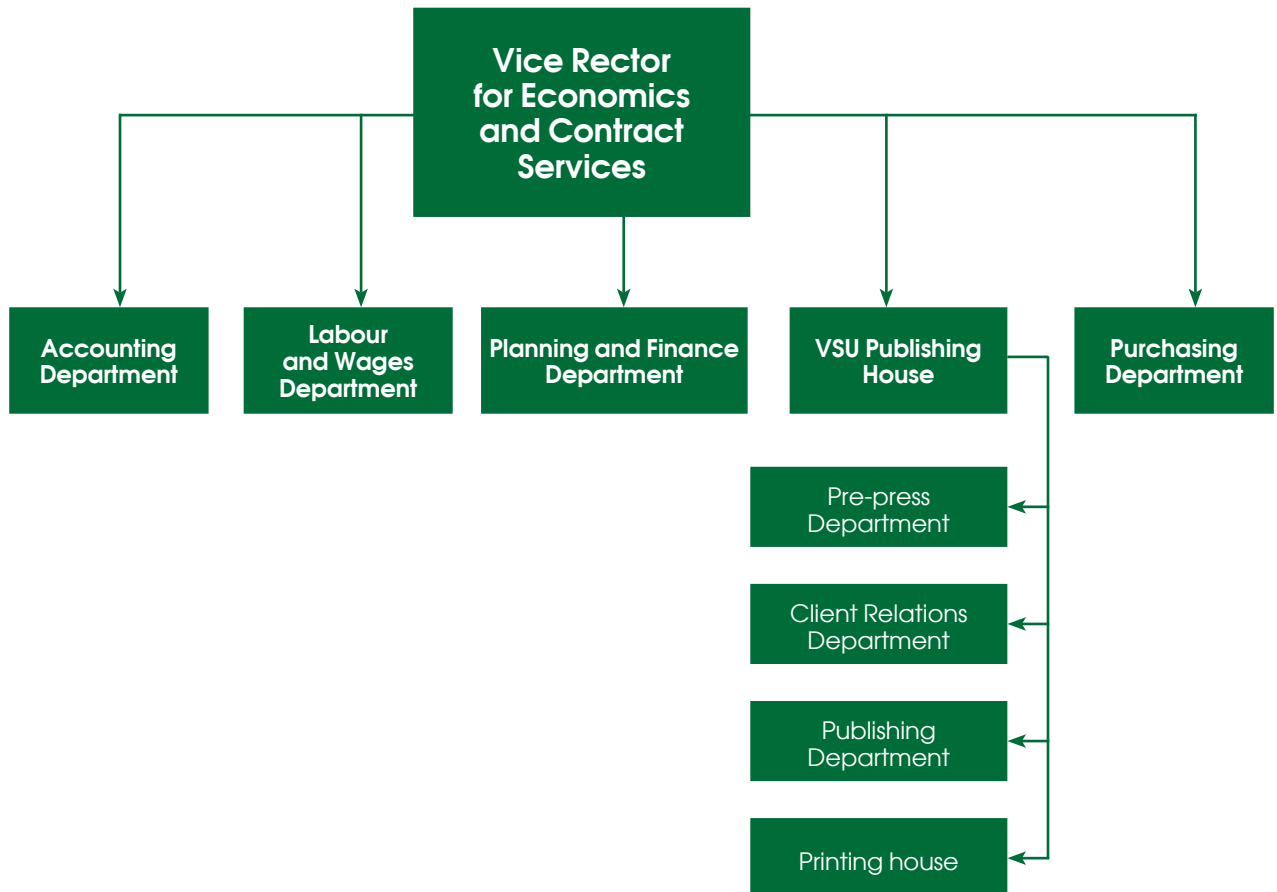 Vice Rector
for Economics
and Contract
Services
Accounting
Department
Labour
and Wages
Department
Planning and Finance
Department
VSU Publishing
House
Purchasing
Department
Pre-press
Department
Client Relations
Department
Publishing
Department
Printing house